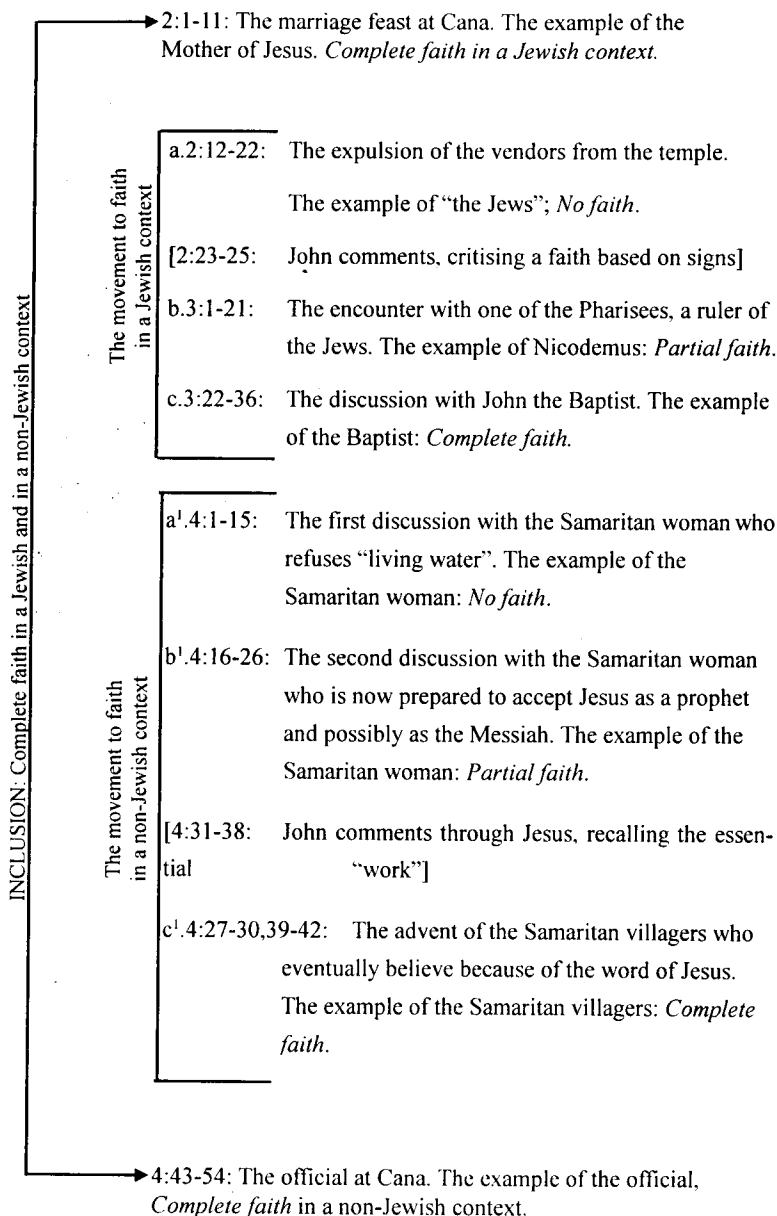 2:1-11: The marriage feast at Cana. The example of the
Mother of Jesus. Complete faith in a Jewish context.
INCLUSION: Complete faith in a Jewish and in a non-Jewish context
The movement to faith
in a Jewish context
a.2:12-22: The expulsion of the vendors from the temple.
The example of “the Jews”; No faith.
[2:23-25: John comments, critising a faith based on signs]
b.3:1-21: The encounter with one of the Pharisees, a ruler of
the Jews. The example of Nicodemus: Partial faith.
c.3:22-36: The discussion with John the Baptist. The example
of the Baptist: Complete faith.
The movement to faith
in a non-Jewish context
a¹.4:1-15: The first discussion with the Samaritan woman who
refuses “living water”. The example of the
Samaritan woman: No faith.
b¹.4:16-26: The second discussion with the Samaritan woman
who is now prepared to accept Jesus as a prophet
and possibly as the Messiah. The example of the
Samaritan woman: Partial faith.
[4:31-38: John comments through Jesus, recalling the essen-
tial “work”]
c¹.4:27-30,39-42: The advent of the Samaritan villagers who
eventually believe because of the word of Jesus.
The example of the Samaritan villagers: Complete
faith.
4:43-54: The official at Cana. The example of the official,
Complete faith in a non-Jewish context.